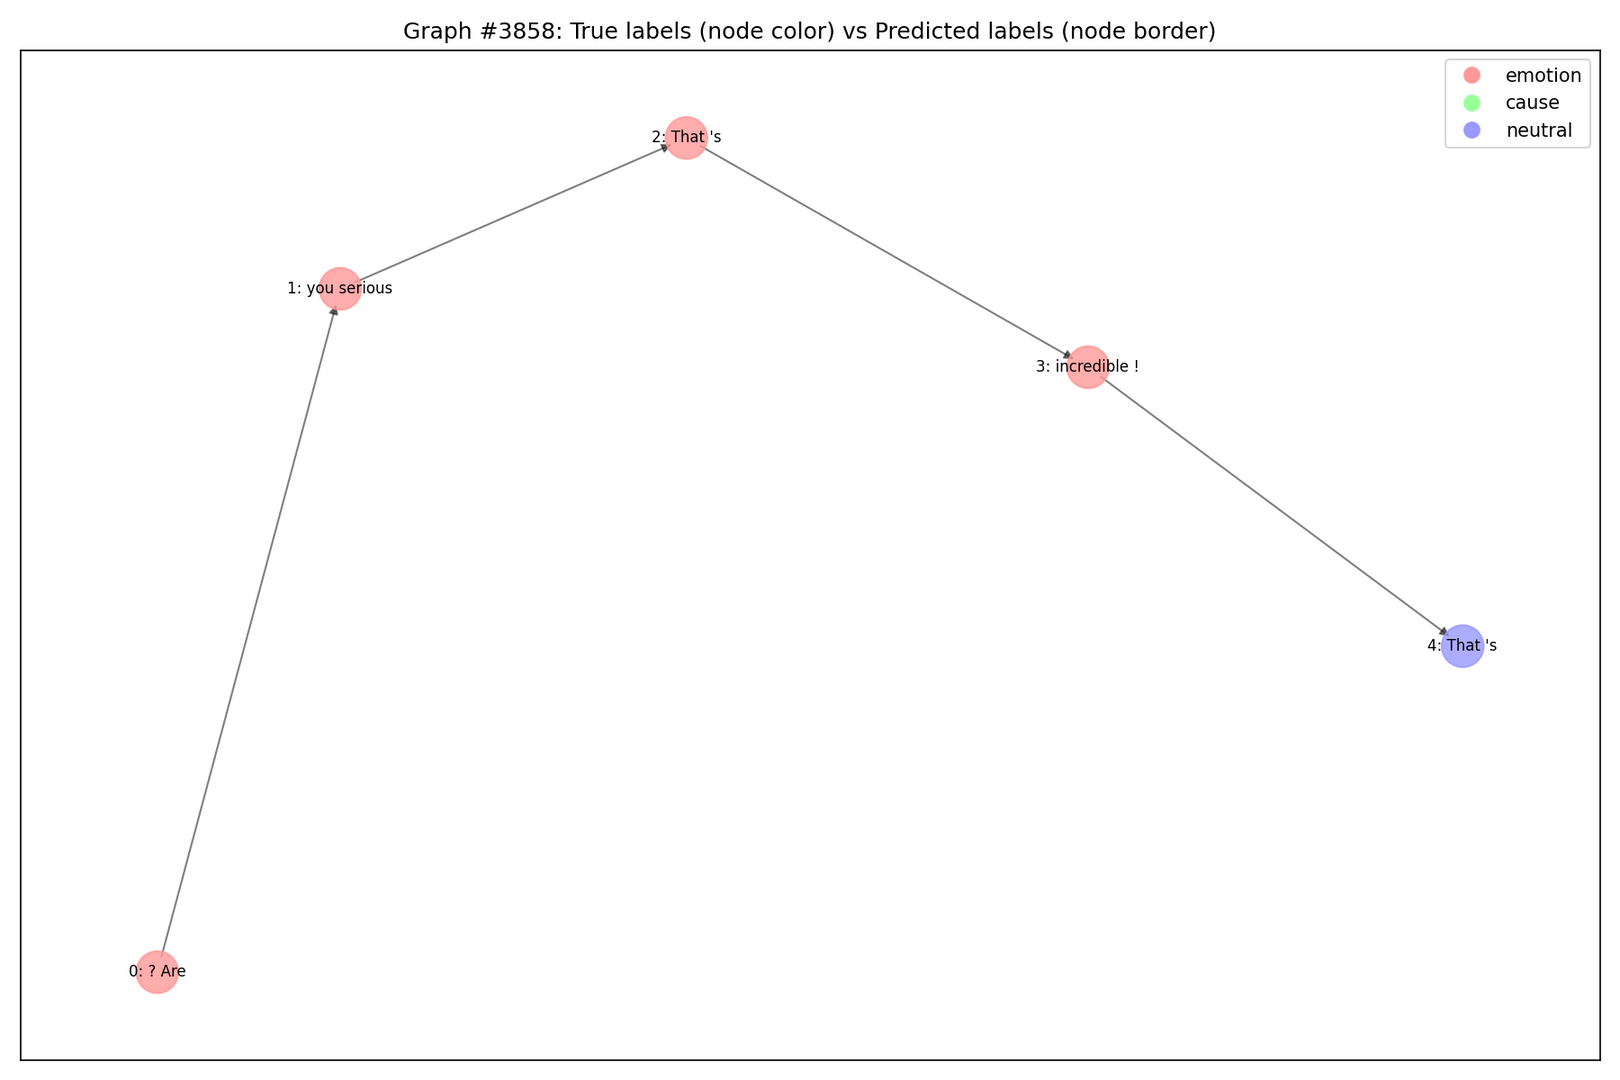 Graph #3858: True labels (node color) vs Predicted labels (node border)
emotion
cause
neutral
2: That 's
1: you serious
3: incredible !
4: That 's
0: ? Are